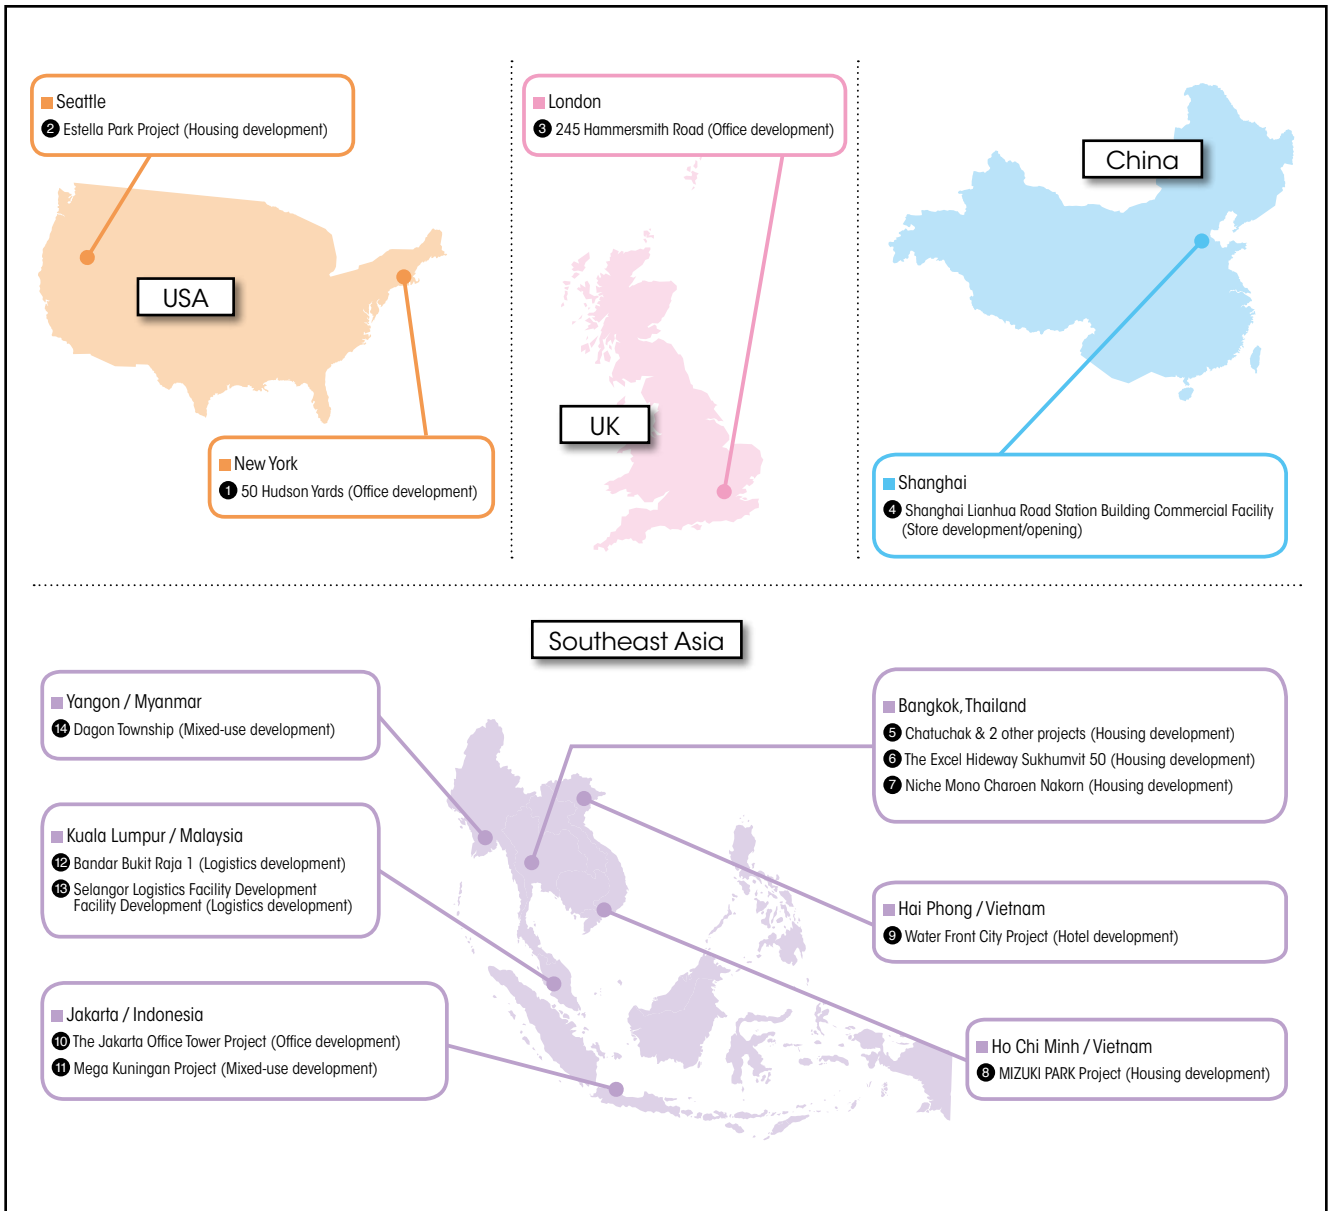 Seattle
2 Estella Park Project (Housing development)
USA
New York
1 50 Hudson Yards (Office development)
London
3 245 Hammersmith Road (Office development)
UK
China
Shanghai
4 Shanghai Lianhua Road Station Building Commercial Facility
(Store development/opening)
Southeast Asia
Yangon / Myanmar
14 Dagon Township (Mixed-use development)
Kuala Lumpur / Malaysia
12 Bandar Bukit Raja 1 (Logistics development)
13 Selangor Logistics Facility Development
Facility Development (Logistics development)
Jakarta / Indonesia
10 The Jakarta Office Tower Project (Office development)
11 Mega Kuningan Project (Mixed-use development)
Bangkok, Thailand
5 Chatuchak & 2 other projects (Housing development)
6 The Excel Hideway Sukhumvit 50 (Housing development)
7 Niche Mono Charoen Nakorn (Housing development)
Hai Phong / Vietnam
9 Water Front City Project (Hotel development)
Ho Chi Minh / Vietnam
8 MIZUKI PARK Project (Housing development)